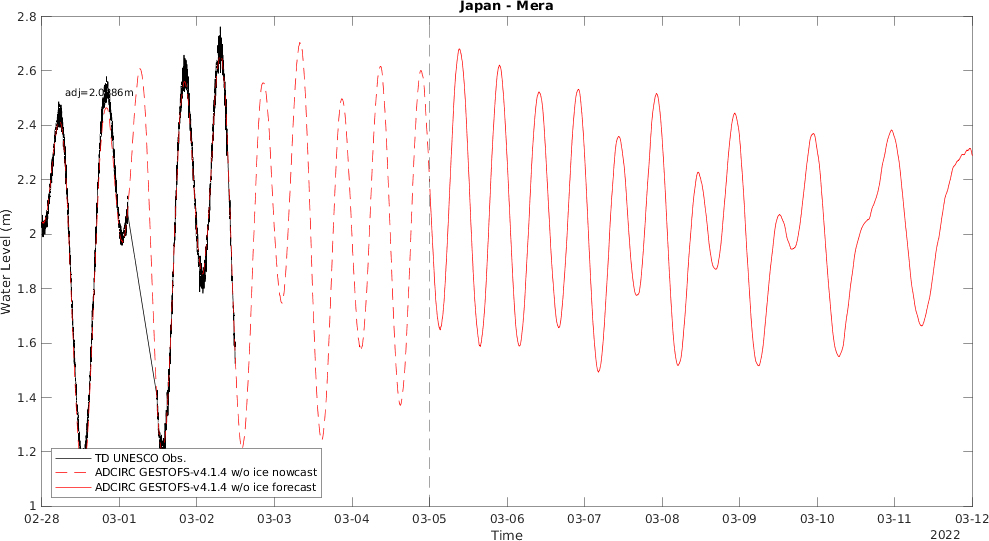 Japan - Mera
2.8
2.6
2.4
2.2
2
1.8
1.6
1.4
1.2
1
Water Level (m)
TD UNESCO Obs.
ADCIRC GESTOFS-v4.1.4 w/o ice nowcast
ADCIRC GESTOFS-v4.1.4 w/o ice forecast
02-28 03-01 03-02 03-03 03-04 03-05 03-06 03-07 03-08 03-09 03-10 03-11 03-12
Time
2022